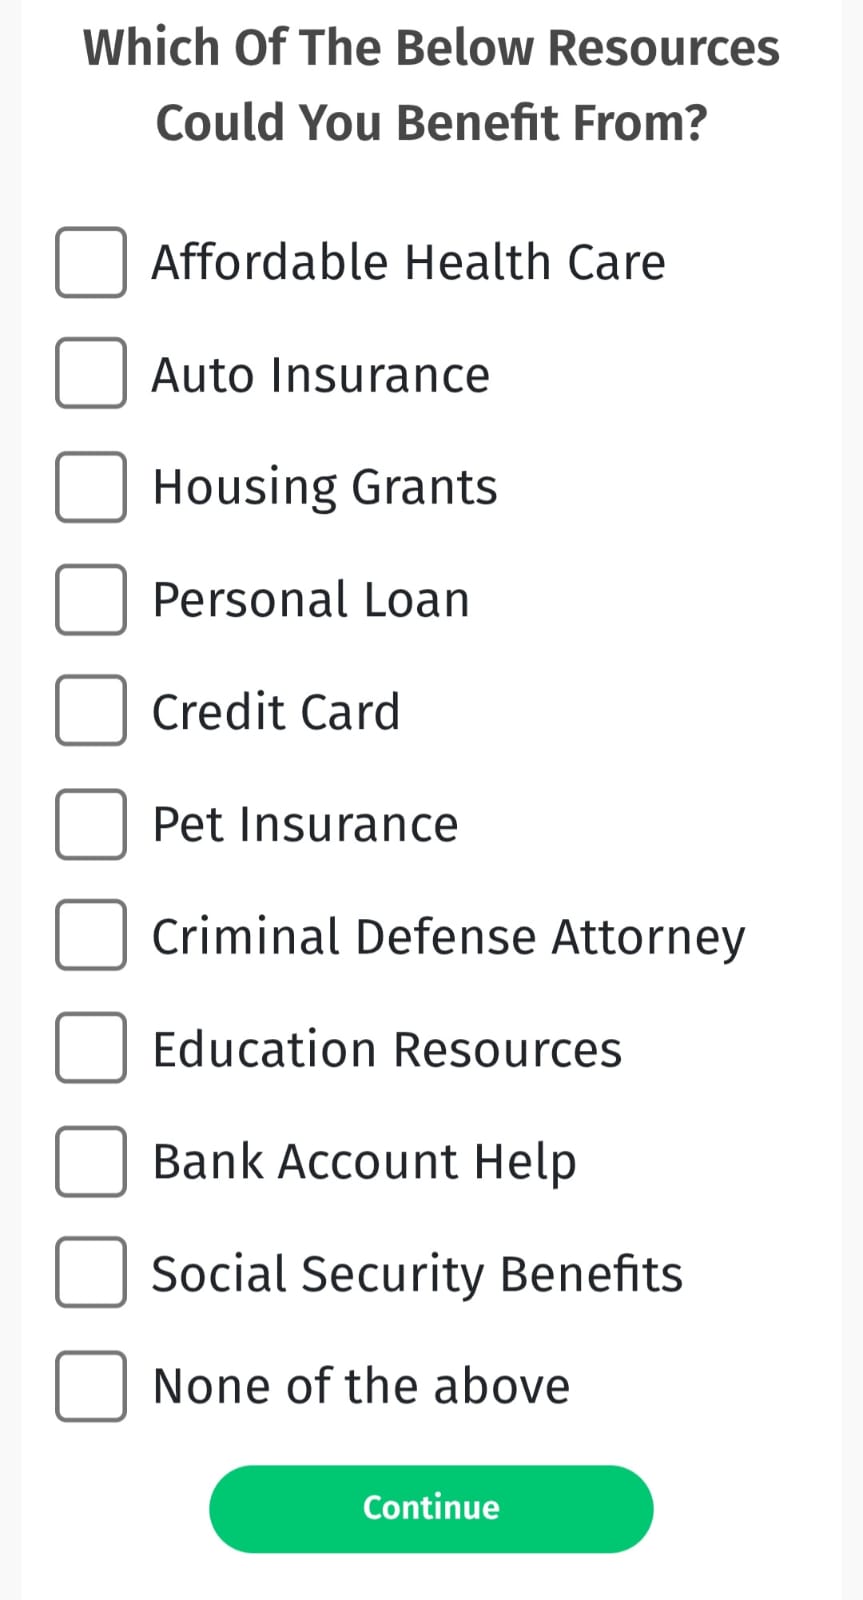 Which Of The Below Resources
Could You Benefit From?
Affordable Health Care
Auto Insurance
Housing Grants
Personal Loan
Credit Card
Pet Insurance
Criminal Defense Attorney
Education Resources
Bank Account Help
Social Security Benefits
None of the above
Continue